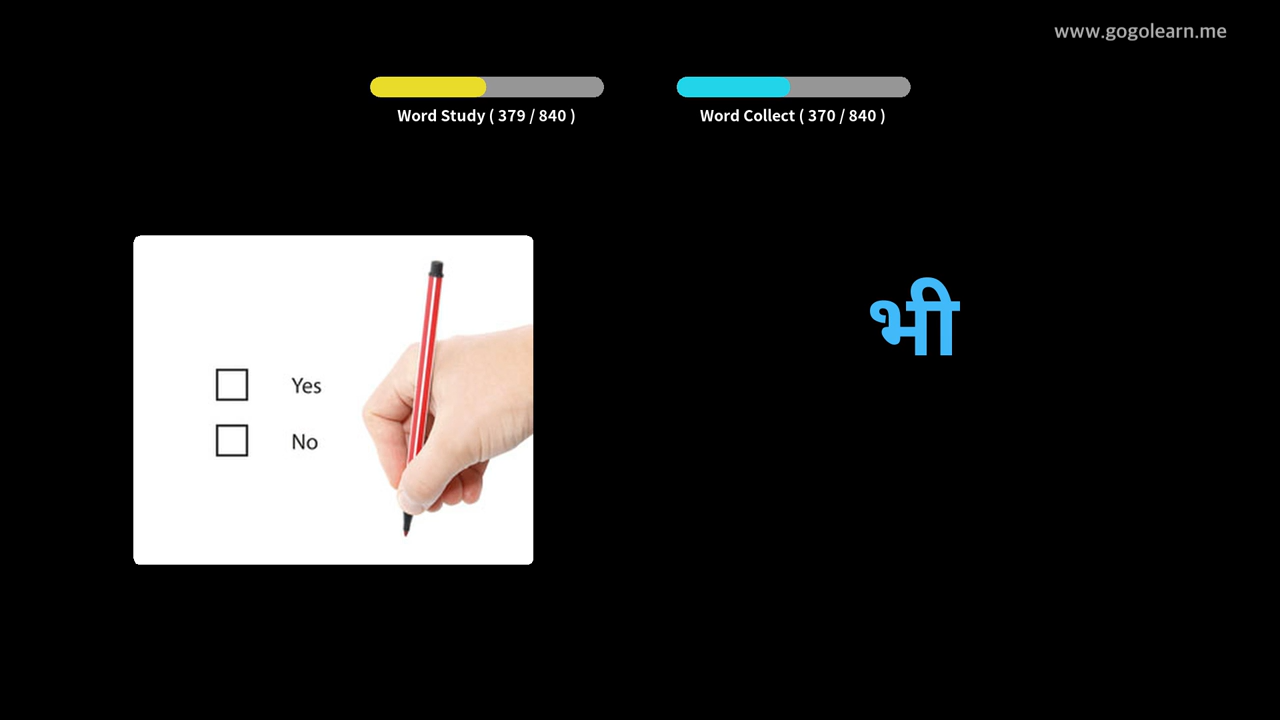 www.gogolearn.me
Word Study ( 379 / 840 )
Word Collect ( 370 / 840 )
Yes
No
भी